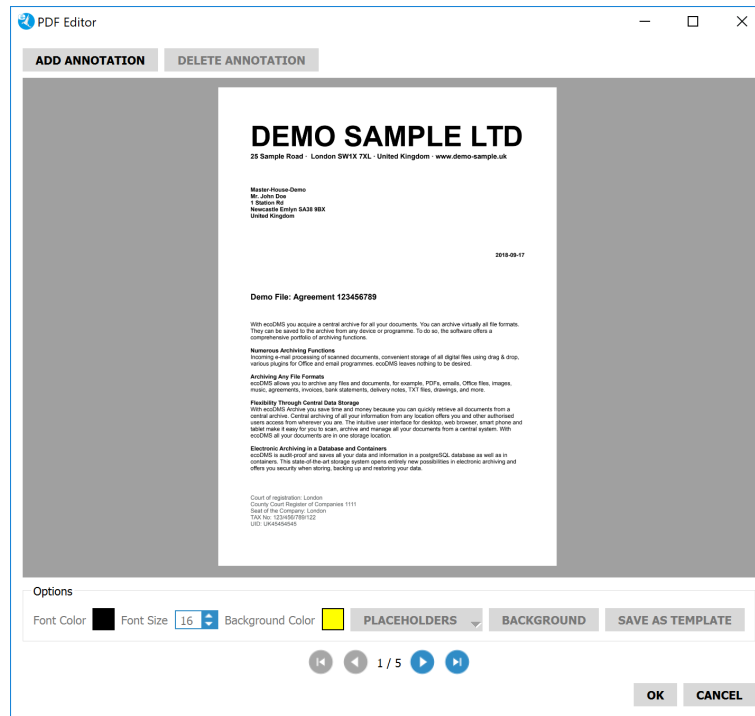 PDF Editor
ADD ANNOTATION DELETE ANNOTATION
DEMO SAMPLE LTD
25 Sample Road · London SW1X 7XL · United Kingdom · www.demo-sample.uk
Master-House-Demo
Mr. John Doe
1 Station Rd
Newcastle Emlyn SA38 9BX
United Kingdom
2018-09-17
Demo File: Agreement 123456789
With ecoDMS you acquire a central archive for all your documents. You can archive virtually all file formats.
They can be saved to the archive from any device or programme. To do so, the software offers a
comprehensive portfolio of archiving functions.
Numerous Archiving Functions
Incoming e-mail processing of scanned documents, convenient storage of all digital files using drag & drop,
various plugins for Office and email programmes. ecoDMS leaves nothing to be desired.
Archiving Any File Formats
ecoDMS allows you to archive any files and documents, for example, PDFs, emails, Office files, images,
music, agreements, invoices, bank statements, delivery notes, TXT files, drawings, and more.
Flexibility Through Central Data Storage
With ecoDMS Archive you save time and money because you can quickly retrieve all documents from a
central archive. Central archiving of all your information from any location offers you and other authorised
users access from wherever you are. The intuitive user interface for desktop, web browser, smart phone and
tablet make it easy for you to scan, archive and manage all your documents from a central system. With
ecoDMS all your documents are in one storage location.
Electronic Archiving in a Database and Containers
ecoDMS is audit-proof and saves all your data and information in a postgreSQL database as well as in
containers. This state-of-the-art storage system opens entirely new possibilities in electronic archiving and
offers you security when storing, backing up and restoring your data.
Court of registration: London
County Court Register of Companies 1111
Seat of the Company: London
TAX No: 123/456/789/122
UID: UK45454545
Options
Font Color Font Size 16 Background Color PLACEHOLDERS BACKGROUND SAVE AS TEMPLATE
1 / 5
OK CANCEL